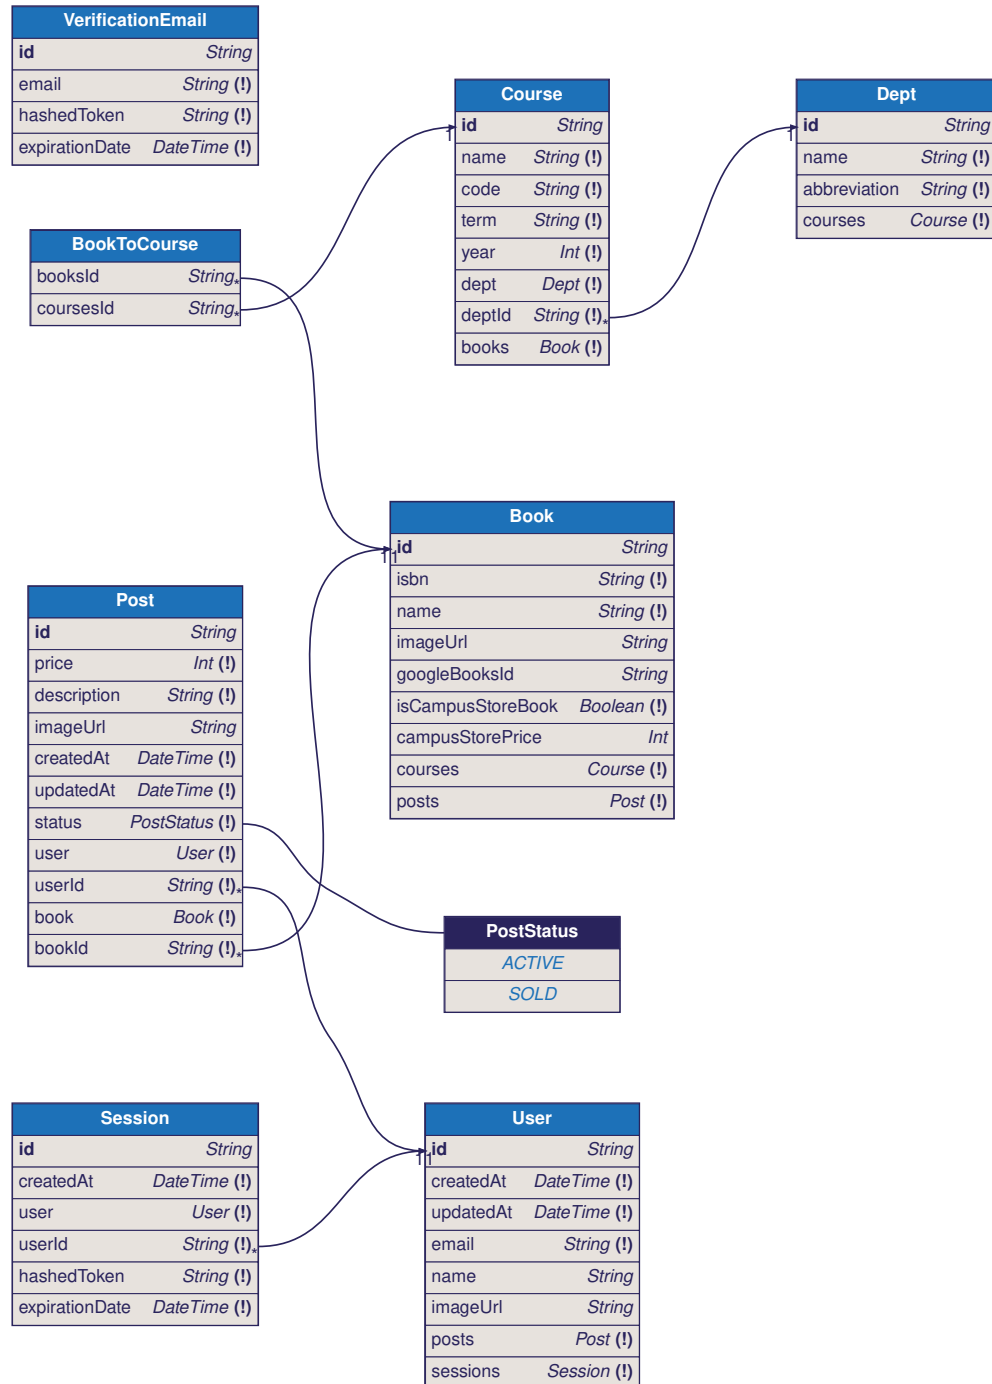 VerificationEmail
id String
email String (!)
hashedToken String (!)
expirationDate DateTime (!)
Course
id String
name String (!)
code String (!)
term String (!)
year Int (!)
dept Dept (!)
deptId String (!)*
books Book (!)
1
Dept
id String
name String (!)
abbreviation String (!)
courses Course (!)
1
BookToCourse
booksId String*
coursesId String*
Book
id String
isbn String (!)
name String (!)
imageUrl String
googleBooksId String
isCampusStoreBook Boolean (!)
campusStorePrice Int
courses Course (!)
posts Post (!)
1 1
Post
id String
price Int (!)
description String (!)
imageUrl String
createdAt DateTime (!)
updatedAt DateTime (!)
status PostStatus (!)
user User (!)
userId String (!)*
book Book (!)
bookId String (!)*
PostStatus
ACTIVE
SOLD
Session
id String
createdAt DateTime (!)
user User (!)
userId String (!)*
hashedToken String (!)
expirationDate DateTime (!)
User
id String
createdAt DateTime (!)
updatedAt DateTime (!)
email String (!)
name String
imageUrl String
posts Post (!)
sessions Session (!)
1 1